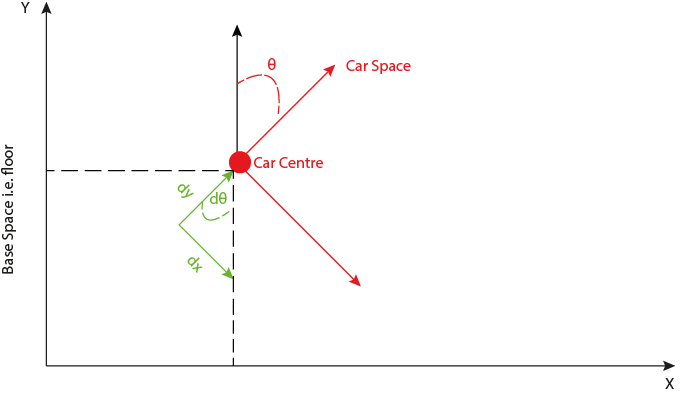 Y
θ
Car Space
Car Centre
dy
dθ
dx
Base Space i.e. floor
X